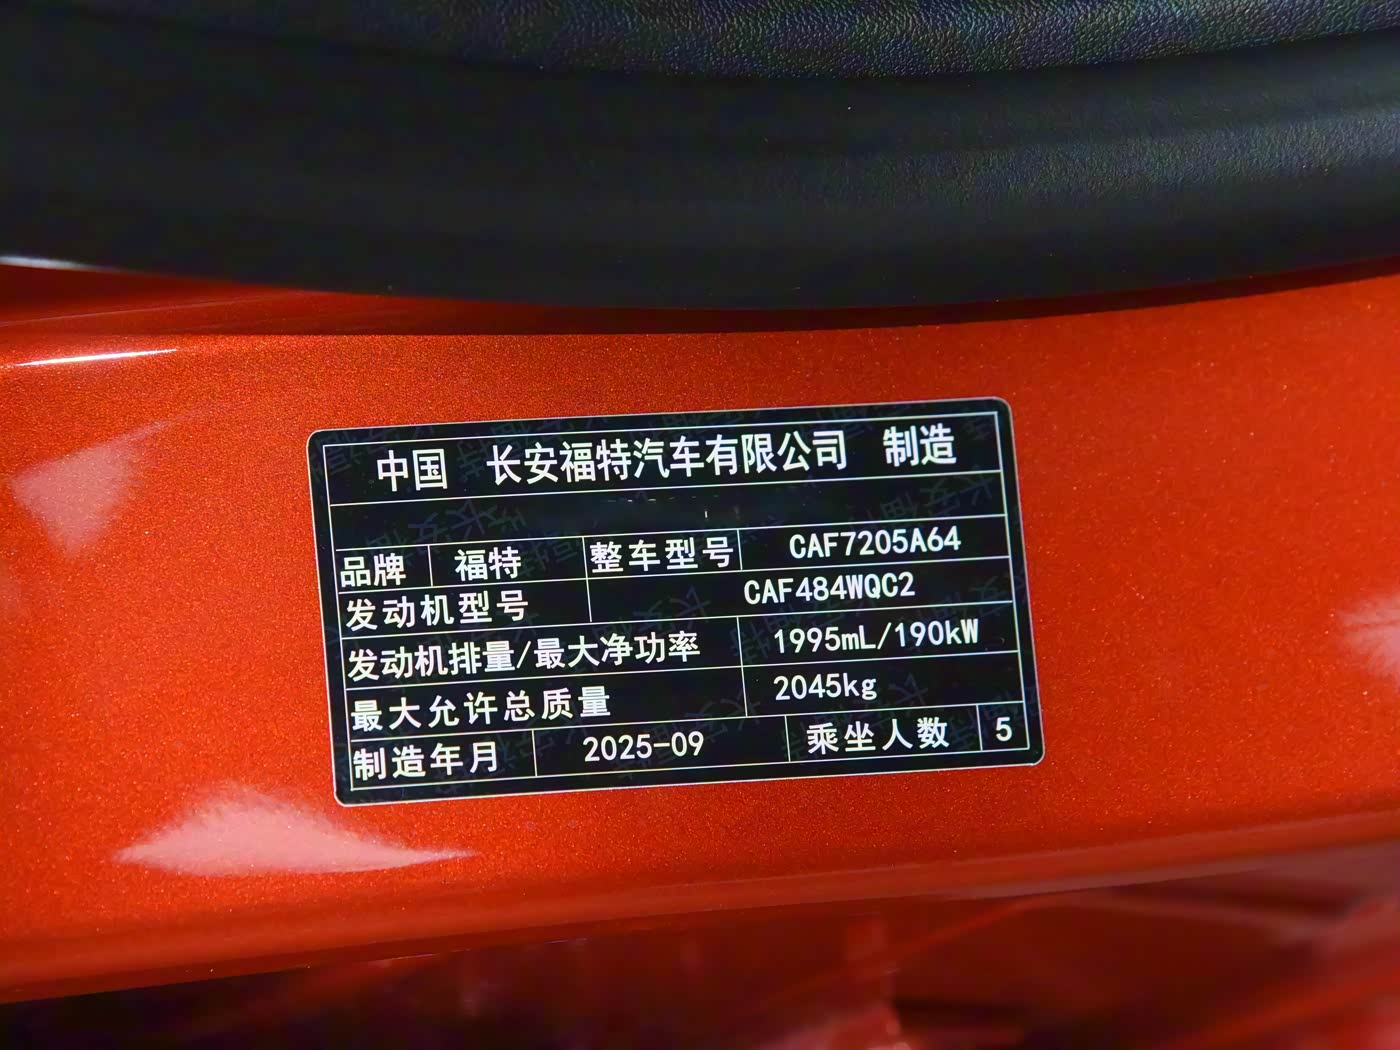 中国 长安福特汽车有限公司 制造
品牌 福特 整车型号 CAF7205A64
发动机型号 CAF484WQC2
发动机排量/最大净功率 1995mL/190kW
最大允许总质量 2045kg
制造年月 2025-09 乘坐人数 5